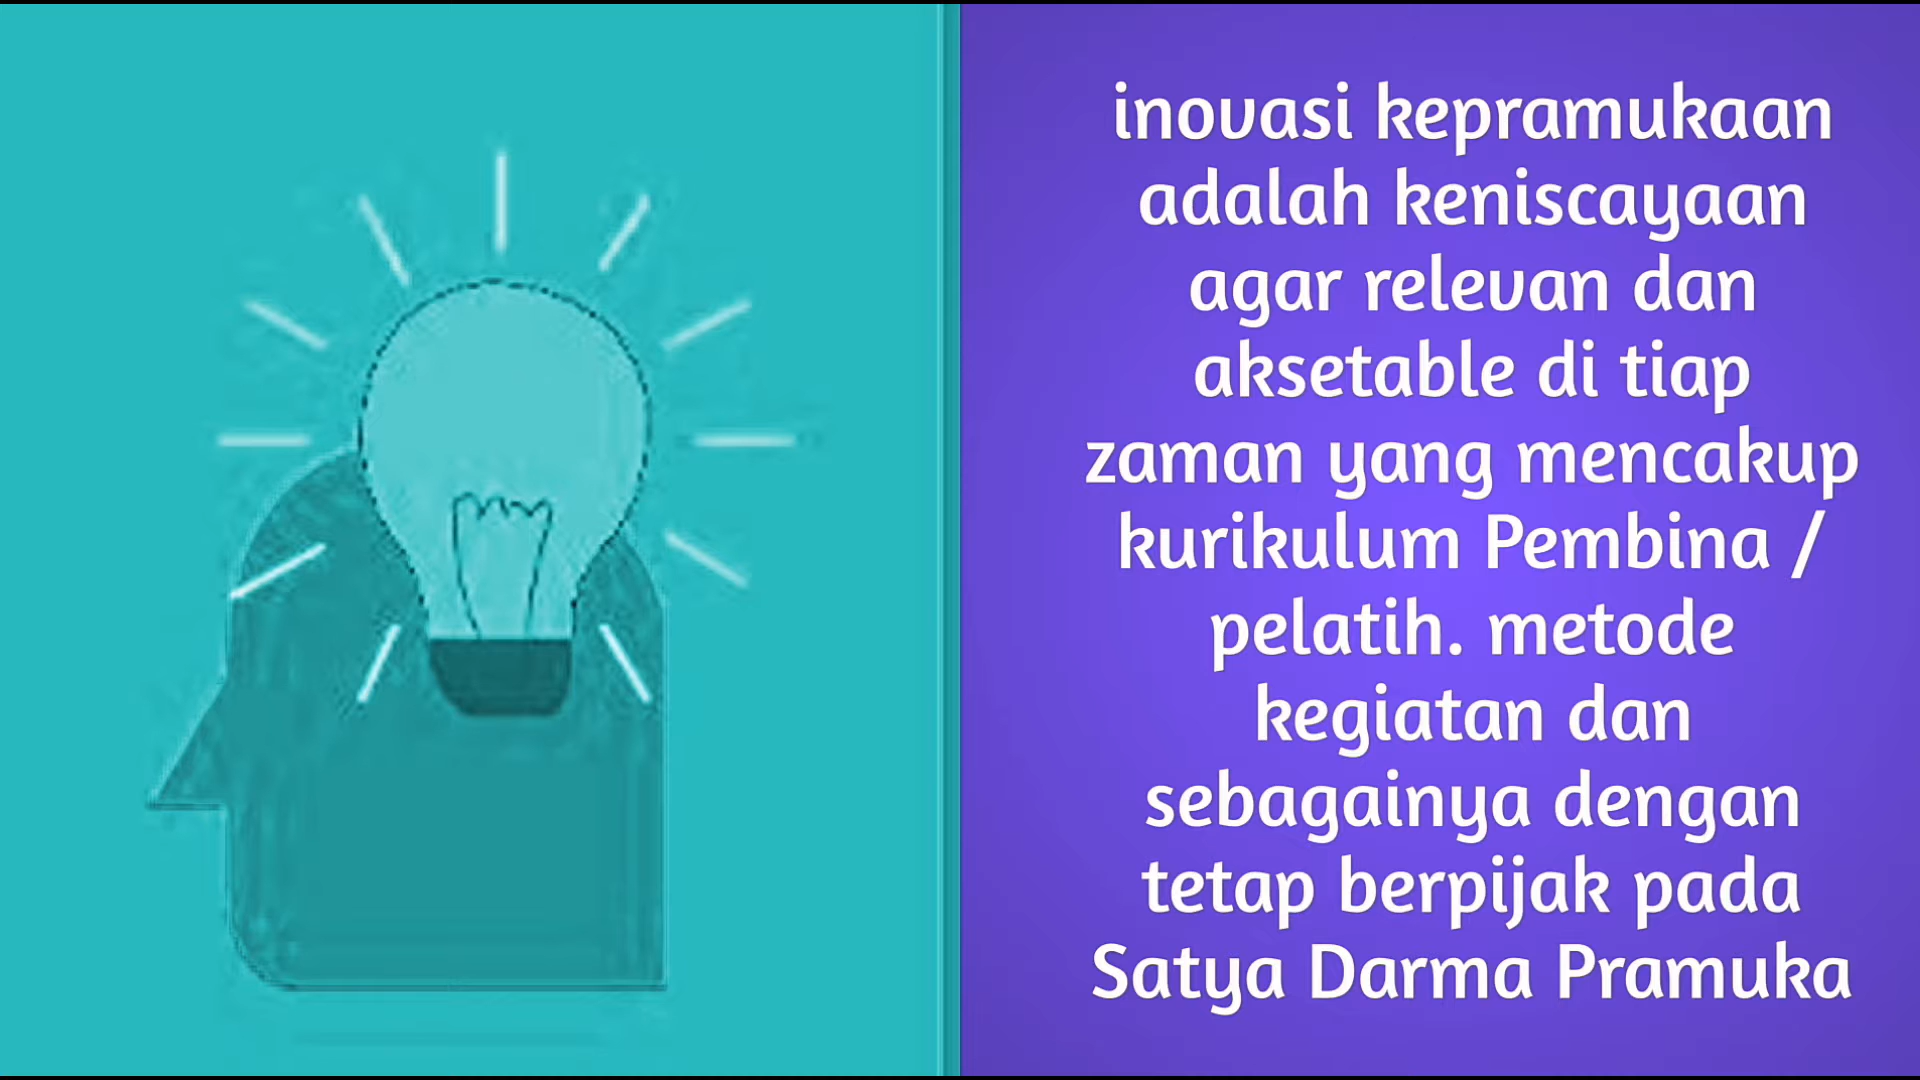 inovasi kepramukaan
adalah keniscayaan
agar relevan dan
aksetable di tiap
zaman yang mencakup
kurikulum Pembina /
pelatih. metode
kegiatan dan
sebagainya dengan
tetap berpijak pada
Satya Darma Pramuka